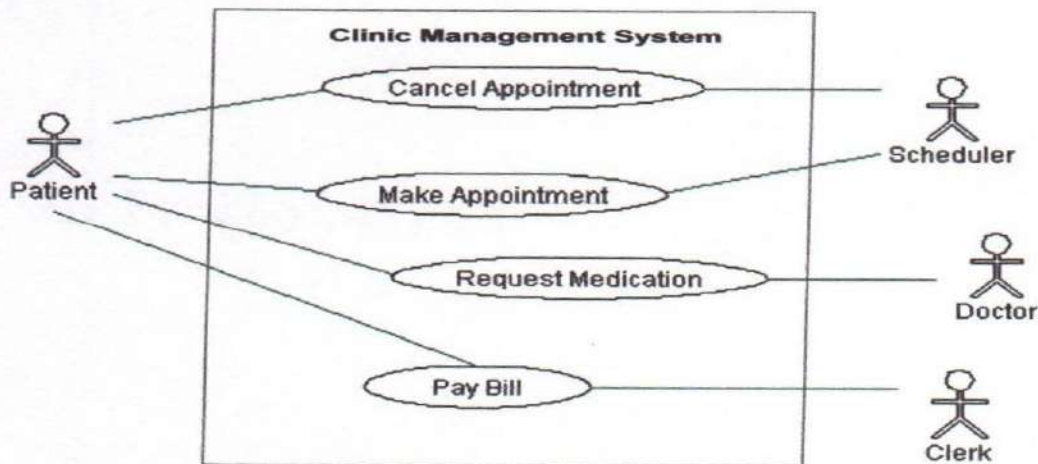 Clinic Management System
Cancel Appointment
Scheduler
Patient
Make Appointment
Request Medication
Doctor
Pay Bill
Clerk